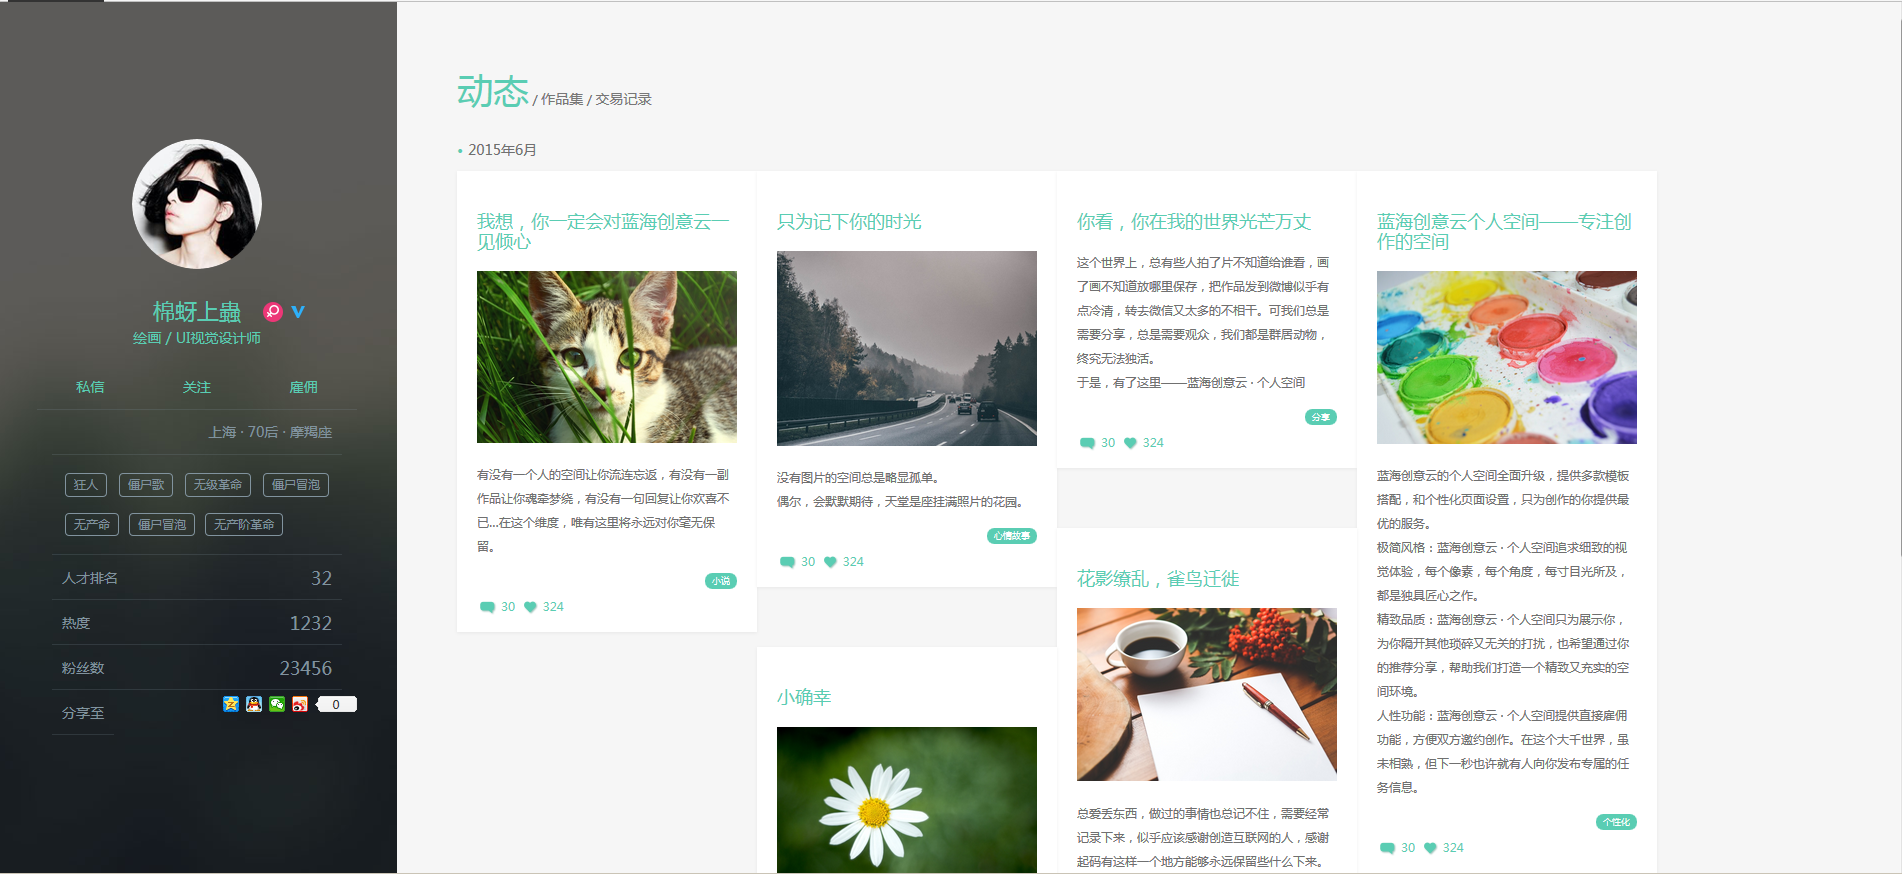 棉蚜上蟲
绘画 / UI视觉设计师
私信 关注 雇佣
上海 · 70后 · 摩羯座
狂人 僵尸歌 无级革命 僵尸冒泡
无产命 僵尸冒泡 无产阶革命
人才排名 32
热度 1232
粉丝数 23456
分享至 0
动态 / 作品集 / 交易记录
• 2015年6月
我想，你一定会对蓝海创意云一
见倾心
有没有一个人的空间让你流连忘返，有没有一副
作品让你魂牵梦绕，有没有一句回复让你欢喜不
已...在这个维度，唯有这里将永远对你毫无保
留。
小说
30 324
只为记下你的时光
没有图片的空间总是略显孤单。
偶尔，会默默期待，天堂是座挂满照片的花园。
心情故事
30 324
小确幸
你看，你在我的世界光芒万丈
这个世界上，总有些人拍了片不知道给谁看，画
了画不知道放哪里保存，把作品发到微博似乎有
点冷清，转去微信又太多的不相干。可我们总是
需要分享，总是需要观众，我们都是群居动物，
终究无法独活。
于是，有了这里——蓝海创意云 · 个人空间
分享
30 324
花影缭乱，雀鸟迁徙
总爱丢东西，做过的事情也总记不住，需要经常
记录下来，似乎应该感谢创造互联网的人，感谢
起码有这样一个地方能够永远保留些什么下来。
蓝海创意云个人空间——专注创
作的空间
蓝海创意云的个人空间全面升级，提供多款模板
搭配，和个性化页面设置，只为创作的你提供最
优的服务。
极简风格：蓝海创意云 · 个人空间追求细致的视
觉体验，每个像素，每个角度，每寸目光所及，
都是独具匠心之作。
精致品质：蓝海创意云 · 个人空间只为展示你，
为你隔开其他琐碎又无关的打扰，也希望通过你
的推荐分享，帮助我们打造一个精致又充实的空
间环境。
人性功能：蓝海创意云 · 个人空间提供直接雇佣
功能，方便双方邀约创作。在这个大千世界，虽
未相熟，但下一秒也许就有人向你发布专属的任
务信息。
个性化
30 324